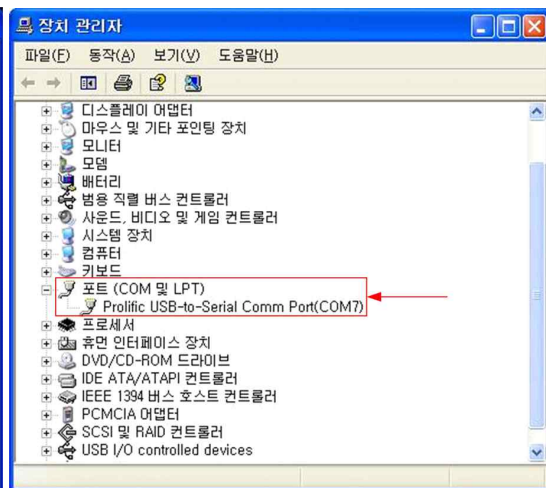 장치 관리자
파일(F) 동작(A) 보기(V) 도움말(H)
디스플레이 어댑터
마우스 및 기타 포인팅 장치
모니터
모뎀
배터리
범용 직렬 버스 컨트롤러
사운드, 비디오 및 게임 컨트롤러
시스템 장치
컴퓨터
키보드
포트 (COM 및 LPT)
Prolific USB-to-Serial Comm Port(COM7)
프로세서
휴먼 인터페이스 장치
DVD/CD-ROM 드라이브
IDE ATA/ATAPI 컨트롤러
IEEE 1394 버스 호스트 컨트롤러
PCMCIA 어댑터
SCSI 및 RAID 컨트롤러
USB I/O controlled devices